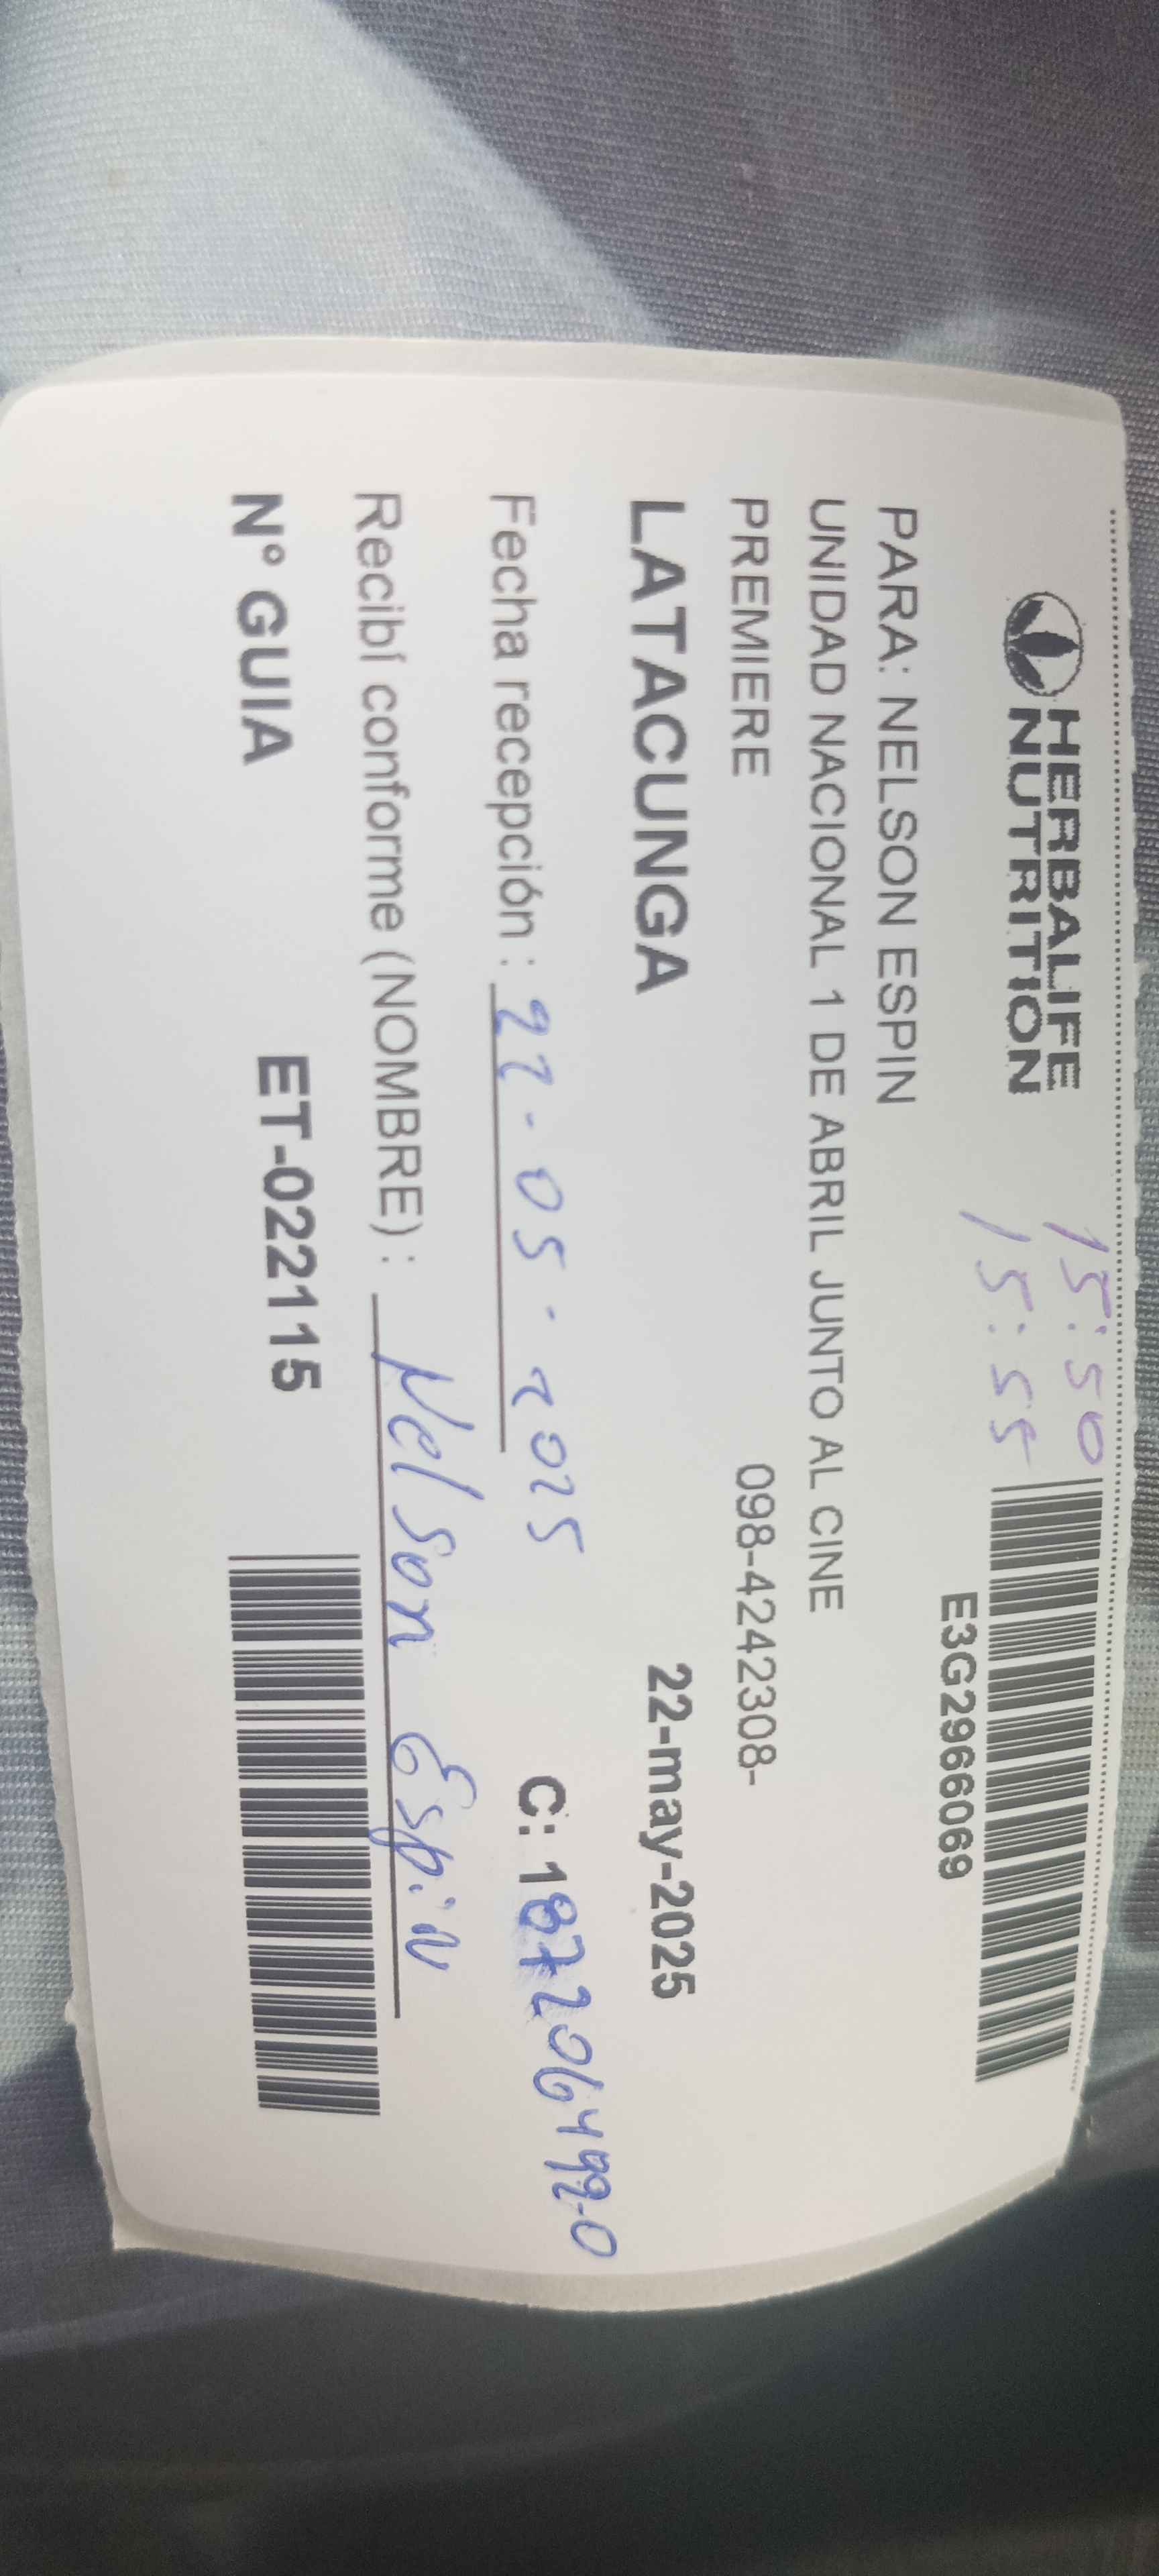 HERBALIFE
NUTRITION
15:50
15:55
E3G2966069
PARA: NELSON ESPIN
UNIDAD NACIONAL 1 DE ABRIL JUNTO AL CINE
PREMIERE 098-4242308-
LATACUNGA 22-may-2025
Fecha recepción : 22-05-2025 C: 1
Recibí conforme (NOMBRE) : Nelson Espin
N° GUIA ET-022115